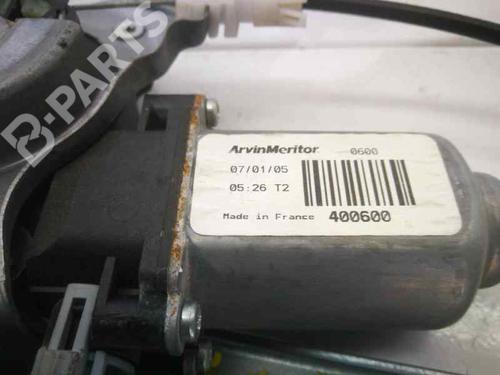 B-PARTS
ArvinMeritor 0600
07/01/05
05:26 T2
Made in France 400600